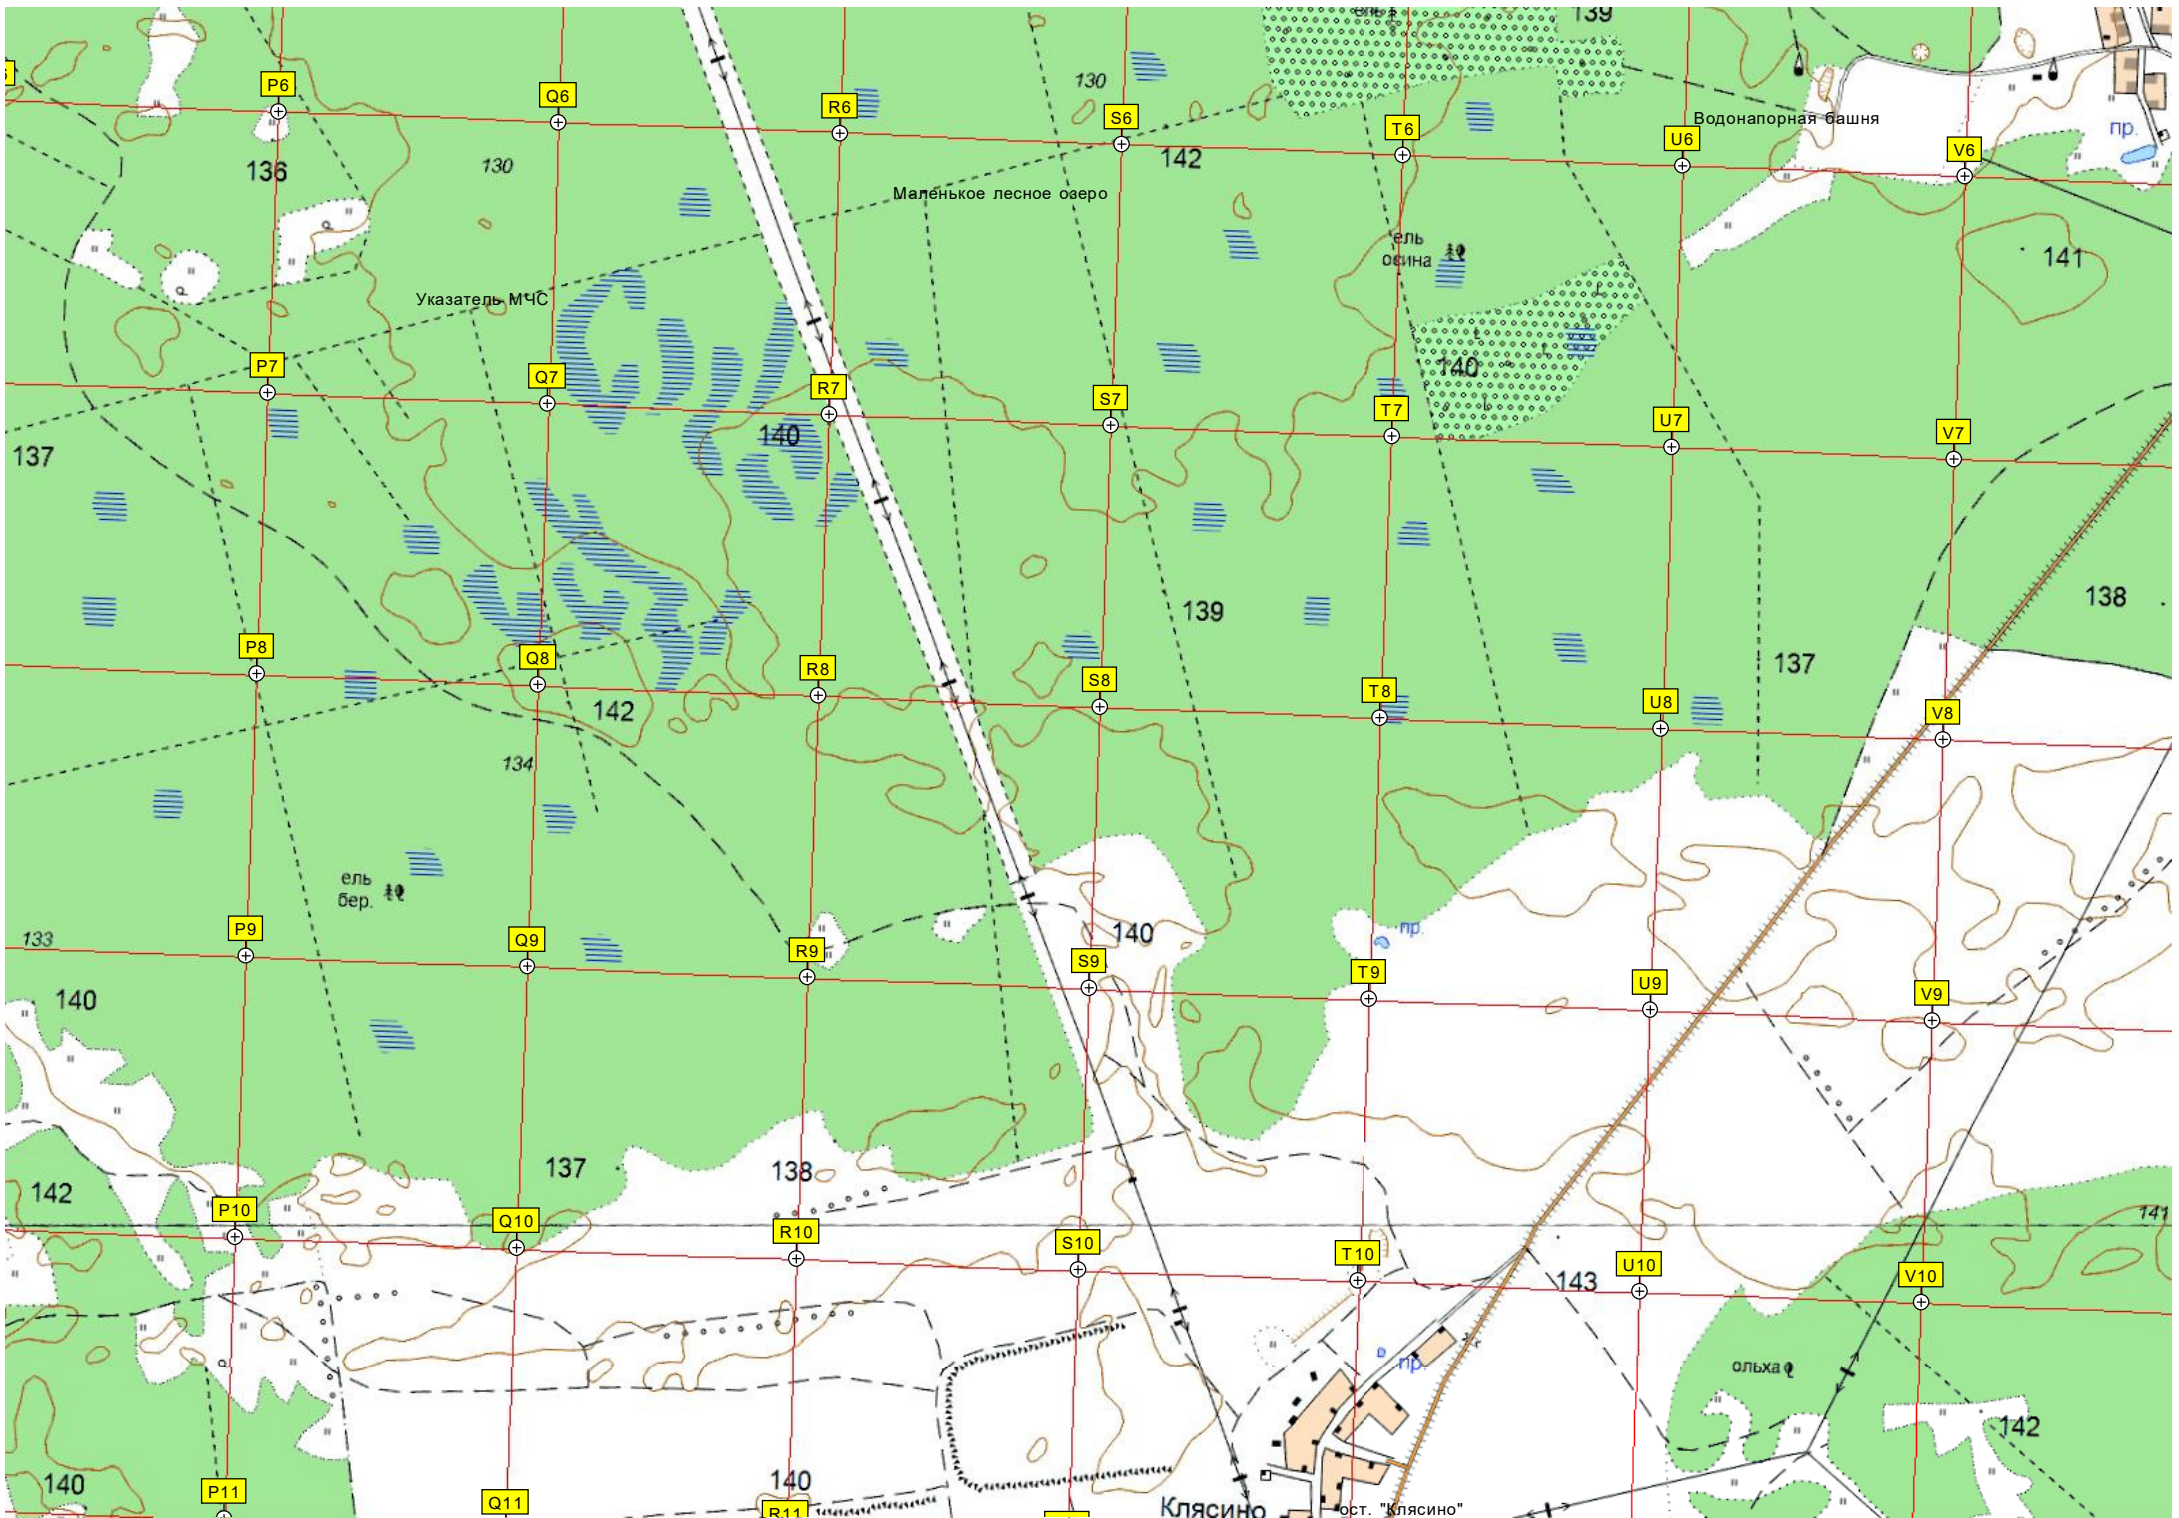 139
130
P6
Q6
R6
S6
T6
Водонапорная башня
U6
V6
пр.
136
130
142
Маленькое лесное озеро
ель
осина
141
Указатель МЧС
P7
Q7
R7
S7
T7
140
U7
V7
137
140
139
138
137
P8
Q8
R8
S8
T8
U8
V8
142
134
ель
бер.
133
P9
Q9
R9
S9
140
пр.
T9
U9
V9
140
142
137
138
P10
Q10
R10
S10
T10
U10
V10
141
143
пр.
ольха
142
140
P11
Q11
140
R11
Клясино
ост. "Клясино"